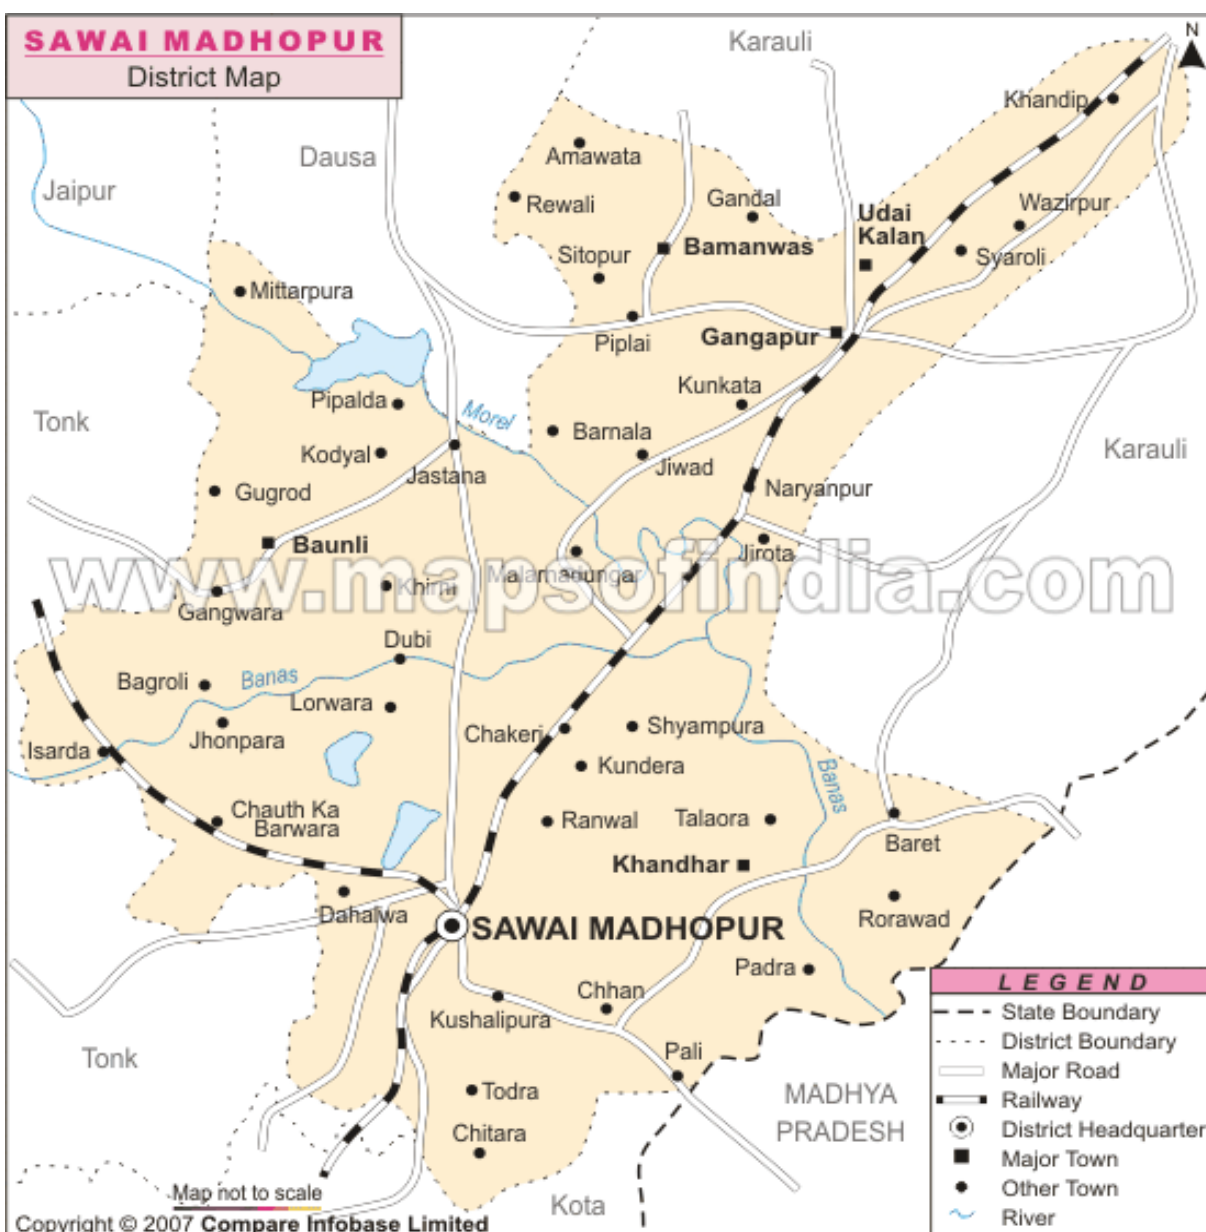 SAWAI MADHOPUR
District Map
N
Karauli
Khandip
Dausa
Amawata
Jaipur
Rewali
Gandal
Wazirpur
Udai
Kalan
Bamanwas
Sitopur
Syaroli
Mittarpura
Piplai
Gangapur
Kunkata
Pipalda
Morel
Tonk
Barnala
Karauli
Kodyal
Jiwad
Jastana
Gugrod
Naryanpur
Baunli
Jirota
www.mapsofindia.com
Malarnadungar
Khirni
Gangwara
Dubi
Bagroli
Banas
Lorwara
Shyampura
Jhonpara
Chakeri
Isarda
Kundera
Banas
Chauth Ka
Barwara
Ranwal
Talaora
Baret
Khandhar
Dahalwa
Rorawad
SAWAI MADHOPUR
Padra
Chhan
Kushalipura
Tonk
Pali
Todra
MADHYA
PRADESH
Chitara
Kota
LEGEND
State Boundary
District Boundary
Major Road
Railway
District Headquarter
Major Town
Other Town
River
Map not to scale
Copyright © 2007 Compare Infobase Limited